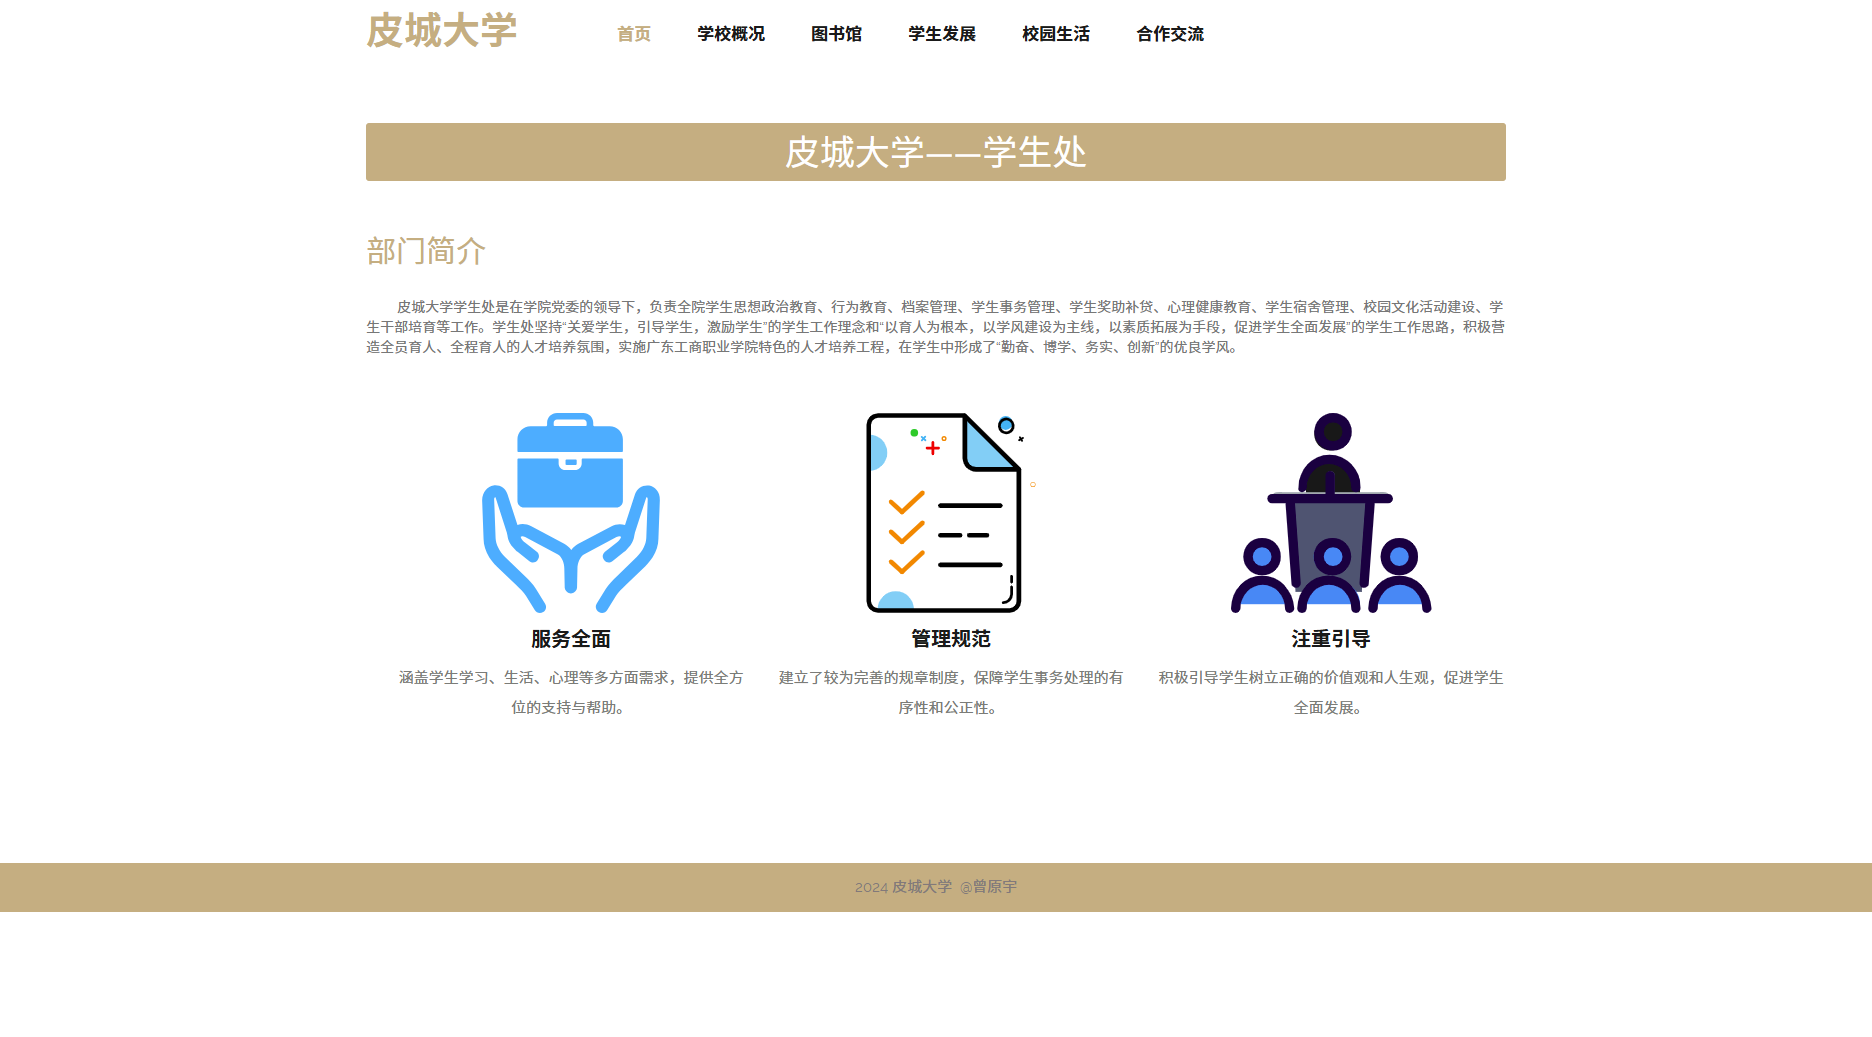 皮城大学
首页 学校概况 图书馆 学生发展 校园生活 合作交流
皮城大学——学生处
部门简介
皮城大学学生处是在学院党委的领导下，负责全院学生思想政治教育、行为教育、档案管理、学生事务管理、学生奖助补贷、心理健康教育、学生宿舍管理、校园文化活动建设、学
生干部培育等工作。学生处坚持“关爱学生，引导学生，激励学生”的学生工作理念和“以育人为根本，以学风建设为主线，以素质拓展为手段，促进学生全面发展”的学生工作思路，积极营
造全员育人、全程育人的人才培养氛围，实施广东工商职业学院特色的人才培养工程，在学生中形成了“勤奋、博学、务实、创新”的优良学风。
服务全面
涵盖学生学习、生活、心理等多方面需求，提供全方
位的支持与帮助。
管理规范
建立了较为完善的规章制度，保障学生事务处理的有
序性和公正性。
注重引导
积极引导学生树立正确的价值观和人生观，促进学生
全面发展。
2024 皮城大学 @曾原宇